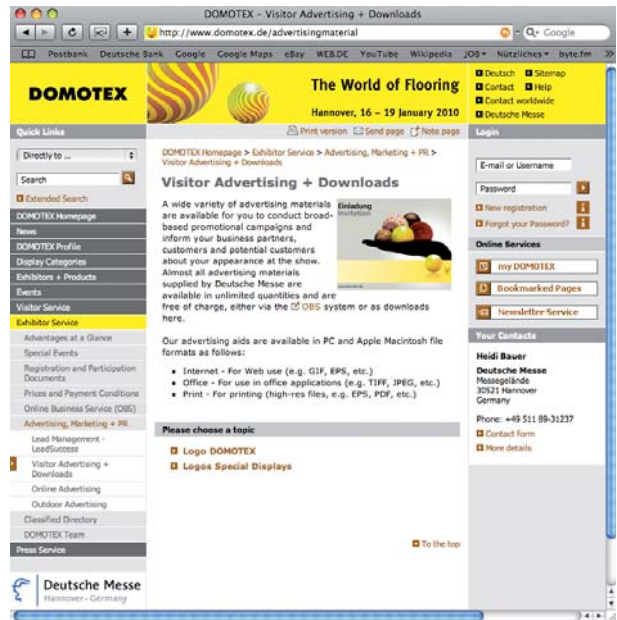 DOMOTEX – Visitor Advertising + Downloads
http://www.domotex.de/advertisingmaterial
Google
Postbank Deutsche Bank Google Google Maps eBay WEB.DE YouTube Wikipedia JOB Nützliches byte.fm
DOMOTEX
The World of Flooring
Hannover, 16 – 19 January 2010
Deutsch Sitemap
Contact Help
Contact worldwide
Deutsche Messe
Quick Links
Directly to ...
Search
Extended Search
DOMOTEX Homepage
News
DOMOTEX Profile
Display Categories
Exhibitors + Products
Events
Visitor Service
Exhibitor Service
Advantages at a Glance
Special Events
Registration and Participation
Documents
Prices and Payment Conditions
Online Business Service (OBS)
Advertising, Marketing + PR
Lead Management -
LeadSuccess
Visitor Advertising +
Downloads
Online Advertising
Outdoor Advertising
Classified Directory
DOMOTEX Team
Press Service
Deutsche Messe
Hannover · Germany
Print version Send page Note page
DOMOTEX Homepage > Exhibitor Service > Advertising, Marketing + PR >
Visitor Advertising + Downloads
Visitor Advertising + Downloads
A wide variety of advertising materials
are available for you to conduct broad-
based promotional campaigns and
inform your business partners,
customers and potential customers
about your appearance at the show.
Almost all advertising materials
supplied by Deutsche Messe are
available in unlimited quantities and are
free of charge, either via the OBS system or as downloads
here.
Einladung
Invitation
Our advertising aids are available in PC and Apple Macintosh file
formats as follows:
• Internet - For Web use (e.g. GIF, EPS, etc.)
• Office - For use in office applications (e.g. TIFF, JPEG, etc.)
• Print - For printing (high-res files, e.g. EPS, PDF, etc.)
Please choose a topic
Logo DOMOTEX
Logos Special Displays
To the top
Login
E-mail or Username
Password
New registration
Forgot your Password?
Online Services
my DOMOTEX
Bookmarked Pages
Newsletter Service
Your Contacts
Heidi Bauer
Deutsche Messe
Messegelände
30521 Hannover
Germany
Phone: +49 511 89-31237
Contact form
More details